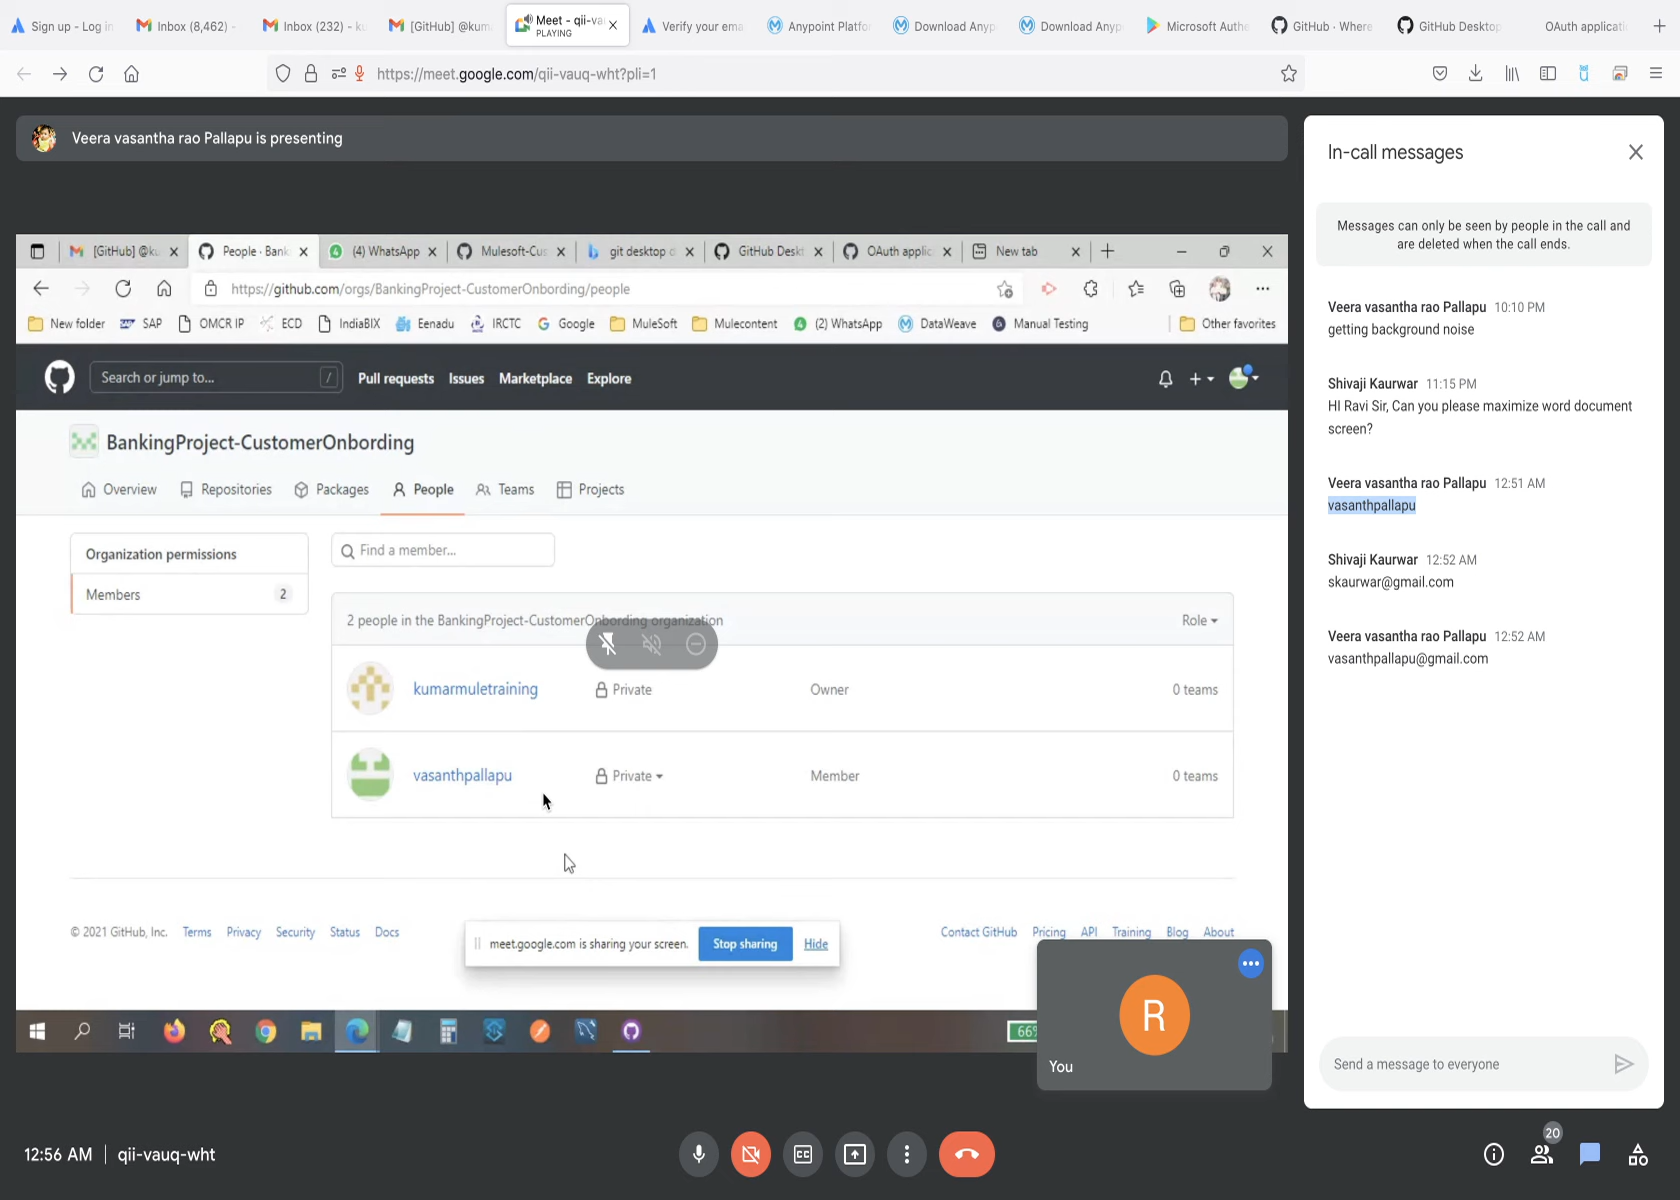 Sign up - Log in
Inbox (8,462) -
Inbox (232) - k
[GitHub] @kum
Meet - qii-va
PLAYING
Verify your ema
Anypoint Platfo
Download Anyp
Download Anyp
Microsoft Authe
GitHub · Where
GitHub Desktop
OAuth applicati
https://meet.google.com/qii-vauq-wht?pli=1
Veera vasantha rao Pallapu is presenting
[GitHub] @ku
People · Bank
(4) WhatsApp
Mulesoft-Cus
git desktop
GitHub Deskt
OAuth applic
New tab
https://github.com/orgs/BankingProject-CustomerOnbording/people
New folder
SAP
OMCR IP
ECD
IndiaBIX
Eenadu
IRCTC
Google
MuleSoft
Mulecontent
(2) WhatsApp
DataWeave
Manual Testing
Other favorites
Search or jump to...
/
Pull requests
Issues
Marketplace
Explore
BankingProject-CustomerOnbording
Overview
Repositories
Packages
People
Teams
Projects
Organization permissions
Members 2
Find a member...
2 people in the BankingProject-CustomerOnbording organization
Role
kumarmuletraining
Private
Owner
0 teams
vasanthpallapu
Private
Member
0 teams
© 2021 GitHub, Inc.
Terms
Privacy
Security
Status
Docs
Contact GitHub
Pricing
API
Training
Blog
About
meet.google.com is sharing your screen.
Stop sharing
Hide
66%
R
You
In-call messages
Messages can only be seen by people in the call and
are deleted when the call ends.
Veera vasantha rao Pallapu 10:10 PM
getting background noise
Shivaji Kaurwar 11:15 PM
HI Ravi Sir, Can you please maximize word document
screen?
Veera vasantha rao Pallapu 12:51 AM
vasanthpallapu
Shivaji Kaurwar 12:52 AM
skaurwar@gmail.com
Veera vasantha rao Pallapu 12:52 AM
vasanthpallapu@gmail.com
Send a message to everyone
12:56 AM
qii-vauq-wht
CC
20